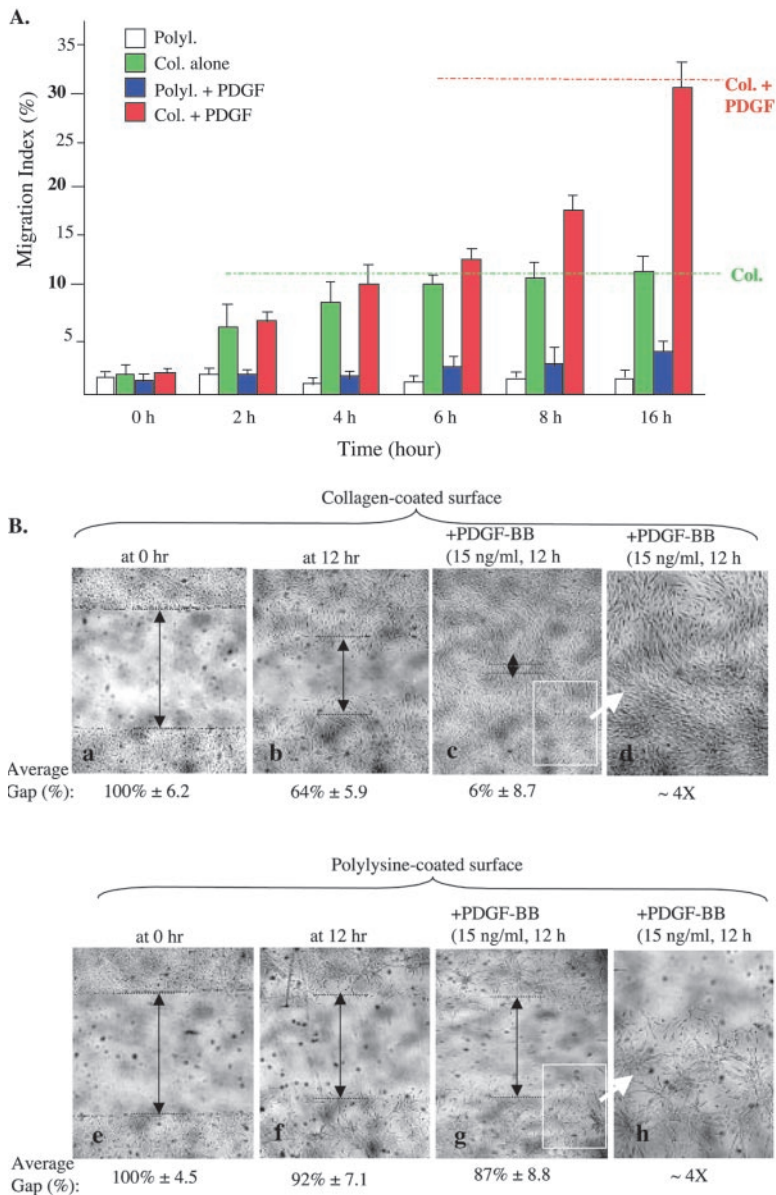 A.
Polyl.
Col. alone
Polyl. + PDGF
Col. + PDGF
Migration Index (%)
35
30
25
20
15
10
5
Col. +
PDGF
Col.
0 h 2 h 4 h 6 h 8 h 16 h
Time (hour)
B.
Collagen-coated surface
at 0 hr
at 12 hr
+PDGF-BB
(15 ng/ml, 12 h
+PDGF-BB
(15 ng/ml, 12 h
a b c d
Average
Gap (%): 100% ± 6.2 64% ± 5.9 6% ± 8.7 ~ 4X
Polylysine-coated surface
at 0 hr
at 12 hr
+PDGF-BB
(15 ng/ml, 12 h
+PDGF-BB
(15 ng/ml, 12 h
e f g h
Average
Gap (%): 100% ± 4.5 92% ± 7.1 87% ± 8.8 ~ 4X